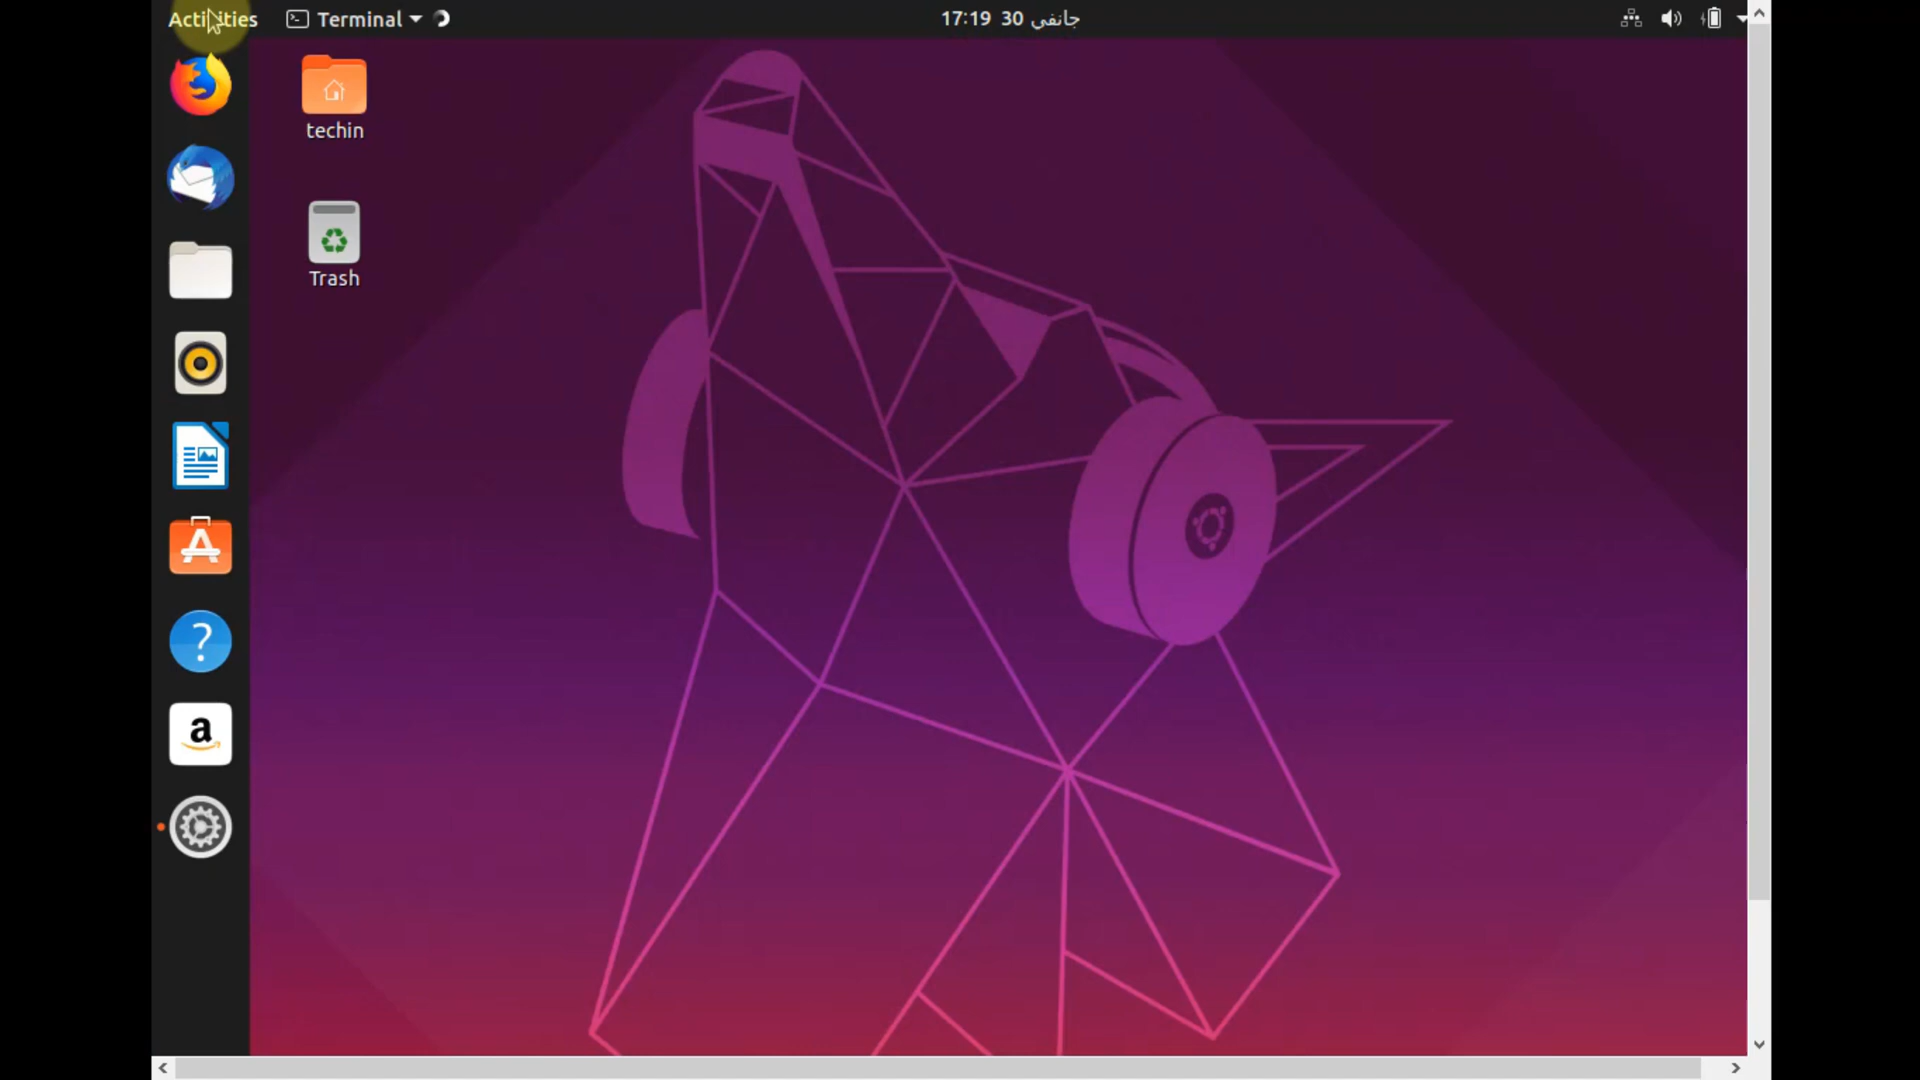 Activities
Terminal
17:19 30 جانفي
techin
Trash